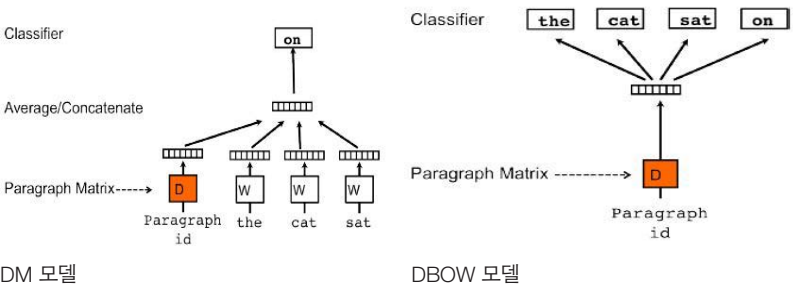 Classifier
on
Average/Concatenate
Paragraph Matrix
D W W W
Paragraph id the cat sat
DM 모델
Classifier
the cat sat on
Paragraph Matrix
D
Paragraph
id
DBOW 모델